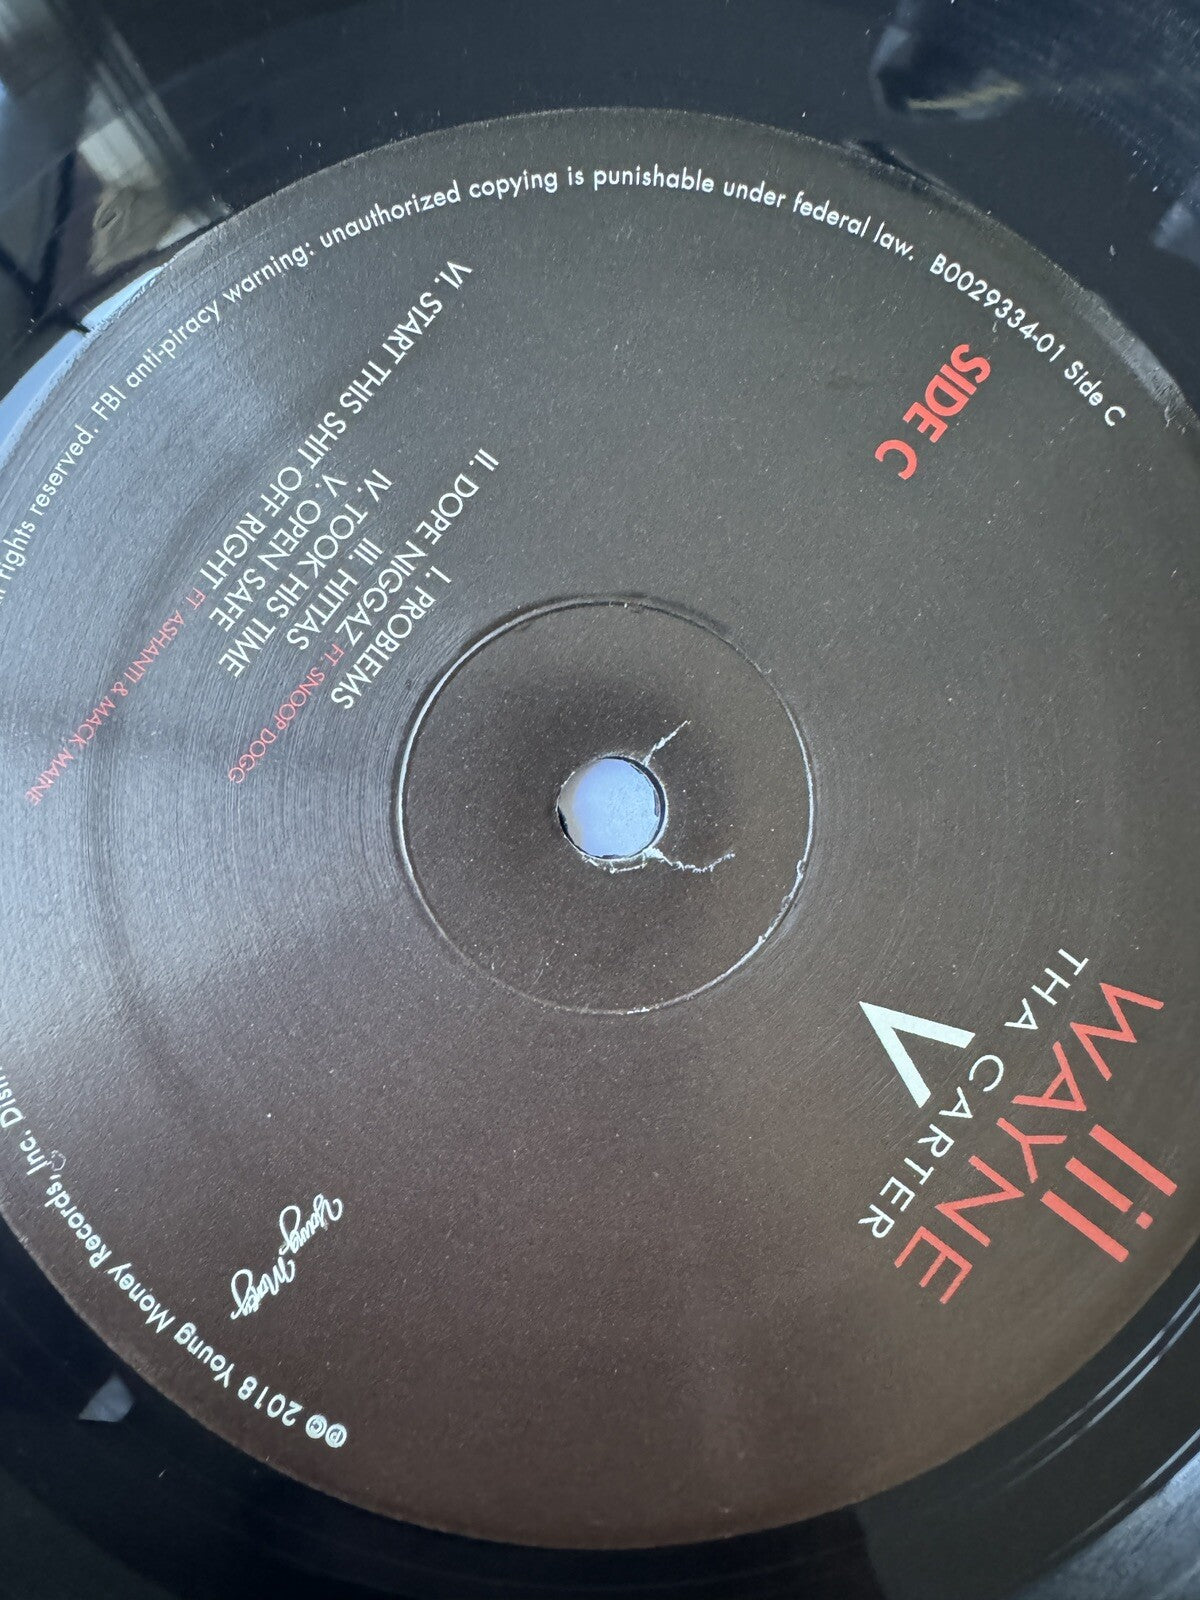 lil
WAYNE
THA CARTER
V
SIDE C
I. PROBLEMS
II. DOPE NIGGAZ FT. SNOOP DOGG
III. HITTAS
IV. TOOK HIS TIME
V. OPEN SAFE
VI. START THIS SHIT OFF RIGHT FT. ASHANTI & MACK MAINE
Young Money
℗© 2018 Young Money Records, Inc.
rights reserved. FBI anti-piracy warning: unauthorized copying is punishable under federal law. B0029334-01 Side C